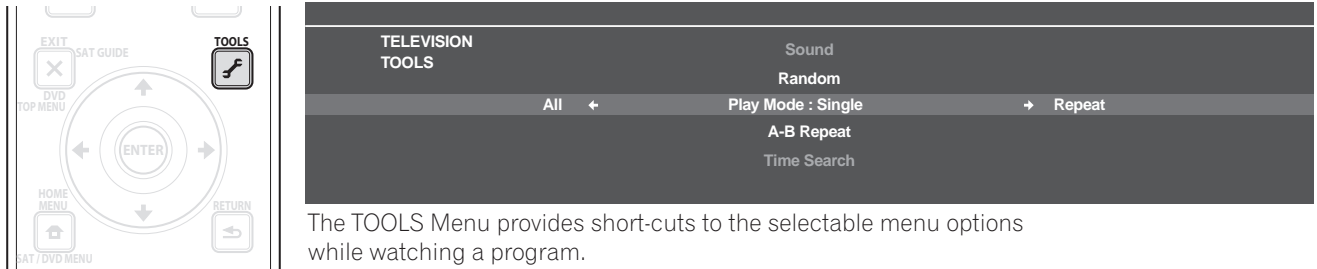 EXIT
SAT GUIDE
TOOLS
DVD
TOP MENU
ENTER
HOME
MENU
RETURN
SAT / DVD MENU
TELEVISION
TOOLS
Sound
Random
All Play Mode : Single Repeat
A-B Repeat
Time Search
The TOOLS Menu provides short-cuts to the selectable menu options
while watching a program.